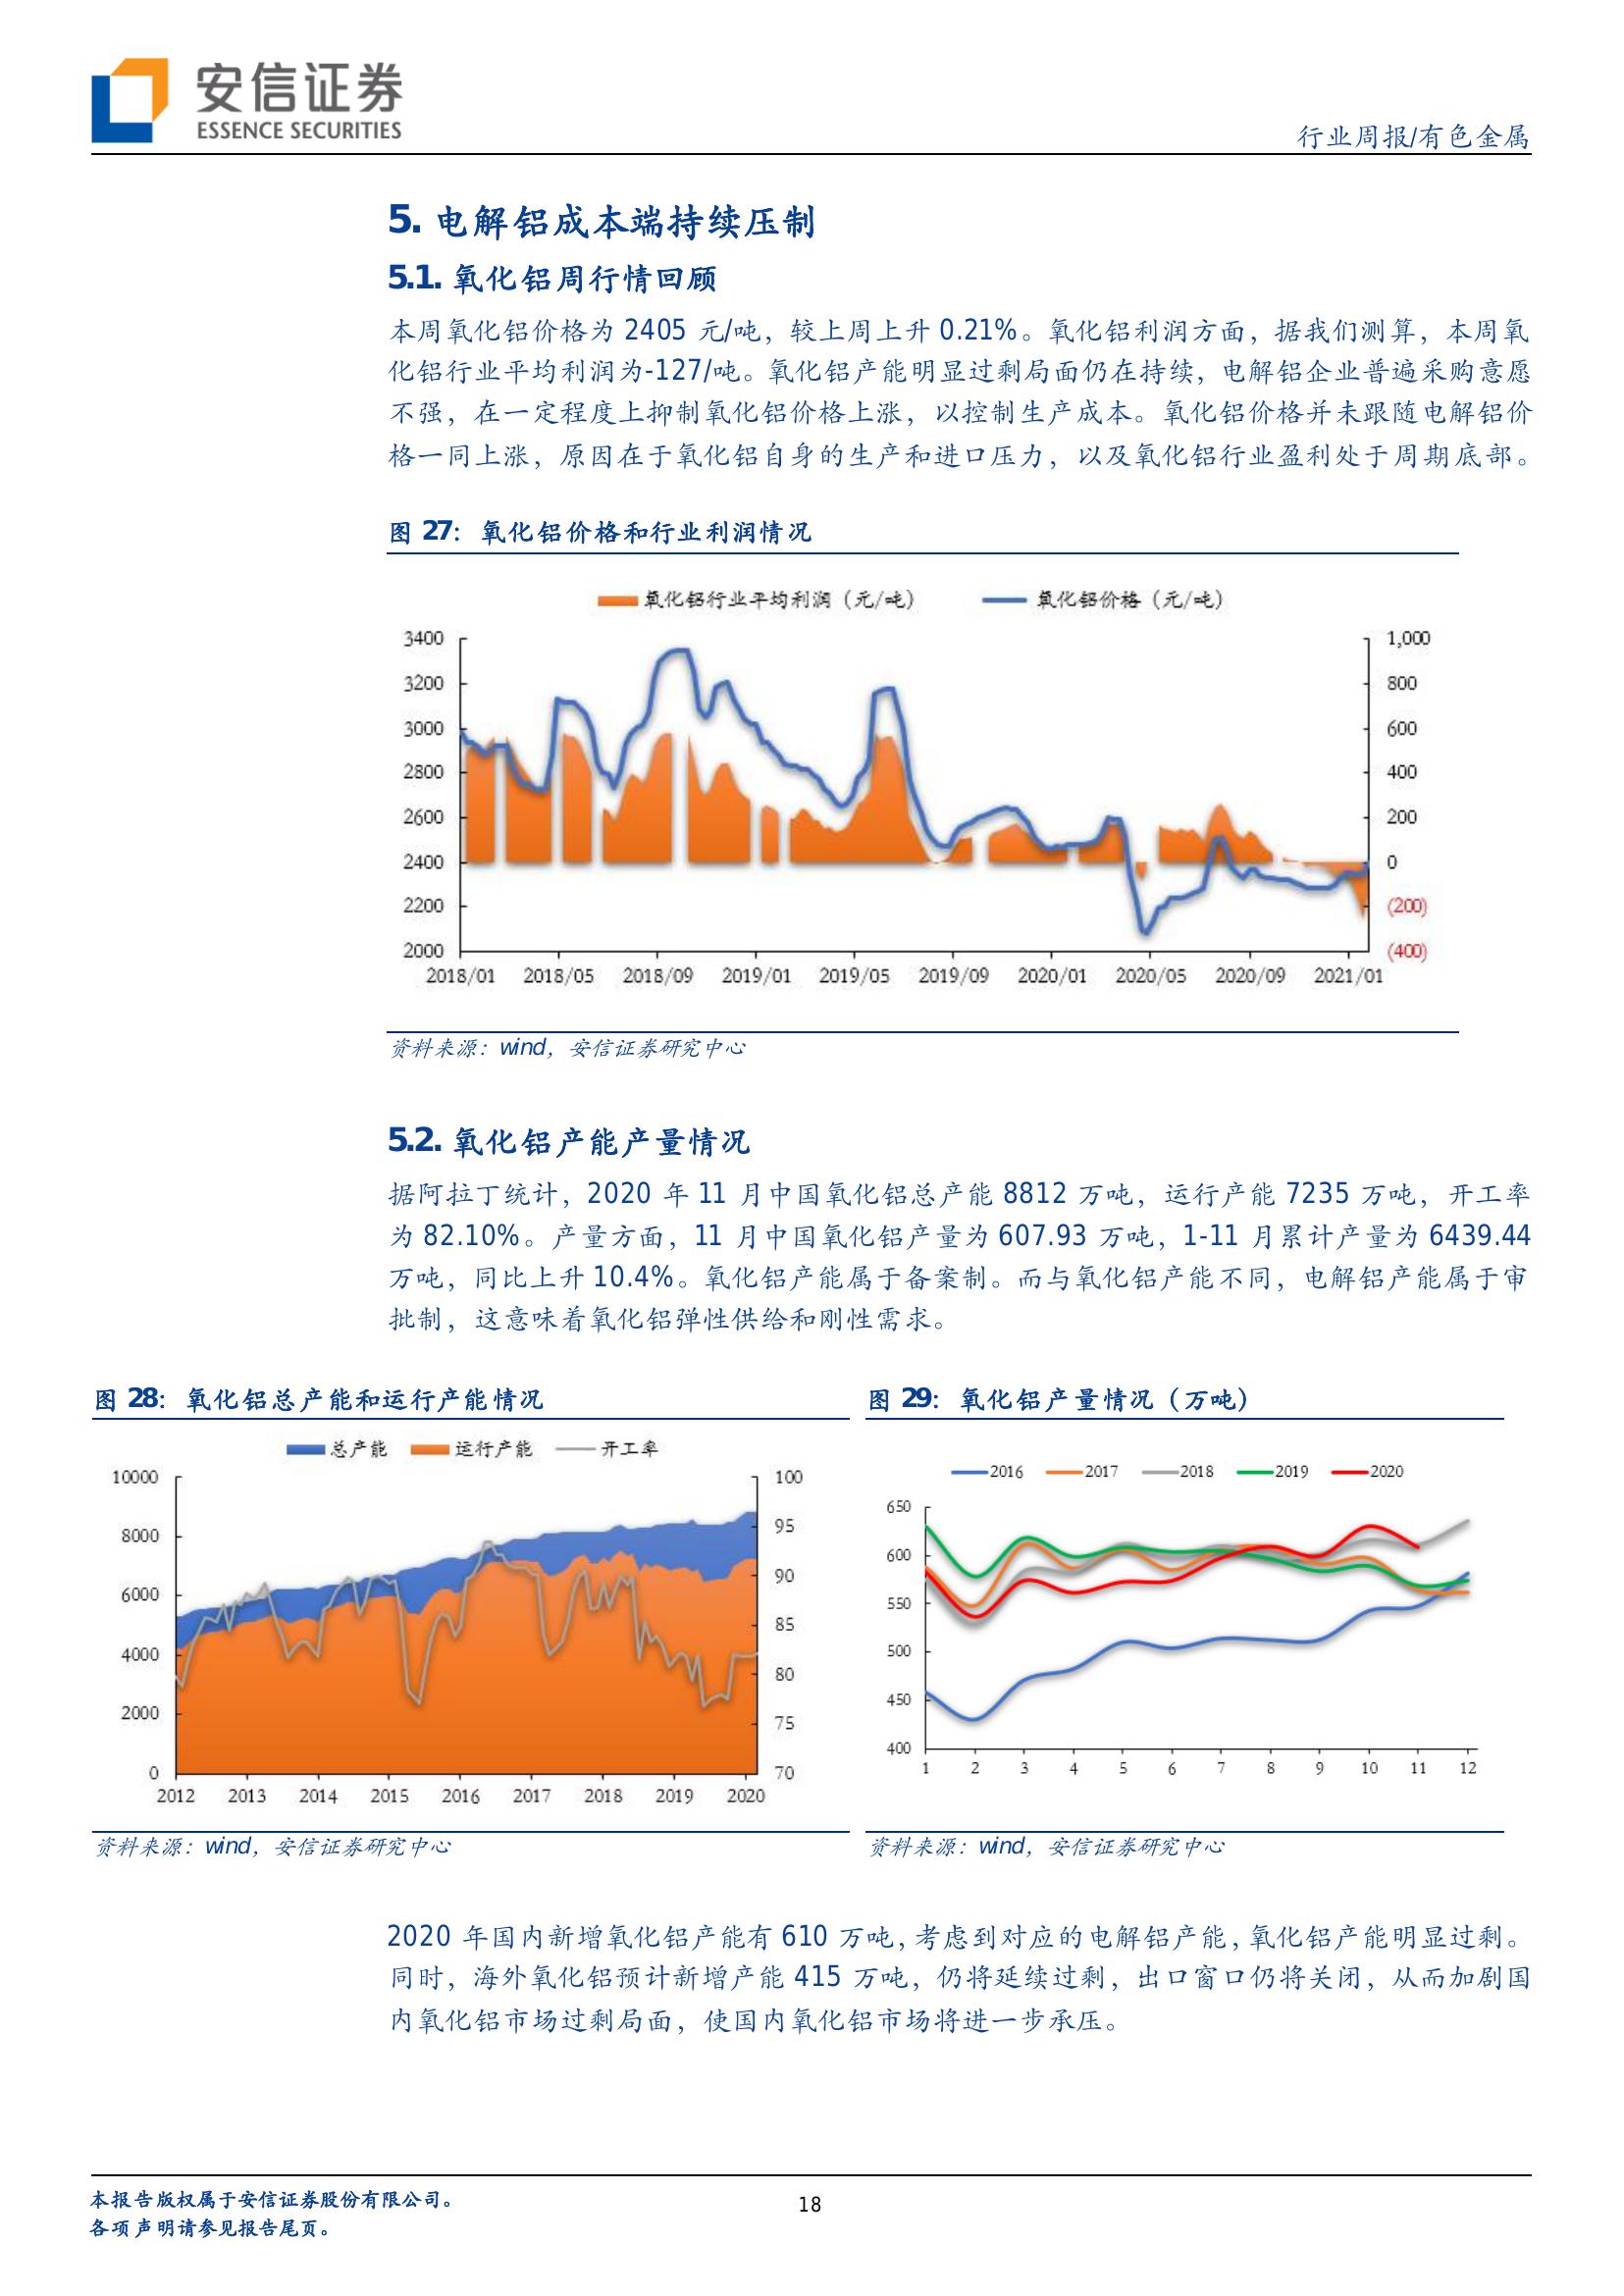 安信证券
ESSENCE SECURITIES
行业周报/有色金属
5. 电解铝成本端持续压制
5.1. 氧化铝周行情回顾
本周氧化铝价格为 2405 元/吨，较上周上升 0.21%。氧化铝利润方面，据我们测算，本周氧
化铝行业平均利润为-127/吨。氧化铝产能明显过剩局面仍在持续，电解铝企业普遍采购意愿
不强，在一定程度上抑制氧化铝价格上涨，以控制生产成本。氧化铝价格并未跟随电解铝价
格一同上涨，原因在于氧化铝自身的生产和进口压力，以及氧化铝行业盈利处于周期底部。
图 27：氧化铝价格和行业利润情况
氧化铝行业平均利润（元/吨） 氧化铝价格（元/吨）
3400 1,000
3200 800
3000 600
2800 400
2600 200
2400 0
2200 (200)
2000 (400)
2018/01 2018/05 2018/09 2019/01 2019/05 2019/09 2020/01 2020/05 2020/09 2021/01
资料来源：wind，安信证券研究中心
5.2. 氧化铝产能产量情况
据阿拉丁统计，2020 年 11 月中国氧化铝总产能 8812 万吨，运行产能 7235 万吨，开工率
为 82.10%。产量方面，11 月中国氧化铝产量为 607.93 万吨，1-11 月累计产量为 6439.44
万吨，同比上升 10.4%。氧化铝产能属于备案制。而与氧化铝产能不同，电解铝产能属于审
批制，这意味着氧化铝弹性供给和刚性需求。
图 28：氧化铝总产能和运行产能情况
总产能 运行产能 开工率
10000 100
95
8000
90
6000
85
4000
80
2000
75
0 70
2012 2013 2014 2015 2016 2017 2018 2019 2020
资料来源：wind，安信证券研究中心
图 29：氧化铝产量情况（万吨）
2016 2017 2018 2019 2020
650
600
550
500
450
400
1 2 3 4 5 6 7 8 9 10 11 12
资料来源：wind，安信证券研究中心
2020 年国内新增氧化铝产能有 610 万吨，考虑到对应的电解铝产能，氧化铝产能明显过剩。
同时，海外氧化铝预计新增产能 415 万吨，仍将延续过剩，出口窗口仍将关闭，从而加剧国
内氧化铝市场过剩局面，使国内氧化铝市场将进一步承压。
本报告版权属于安信证券股份有限公司。
各项声明请参见报告尾页。
18